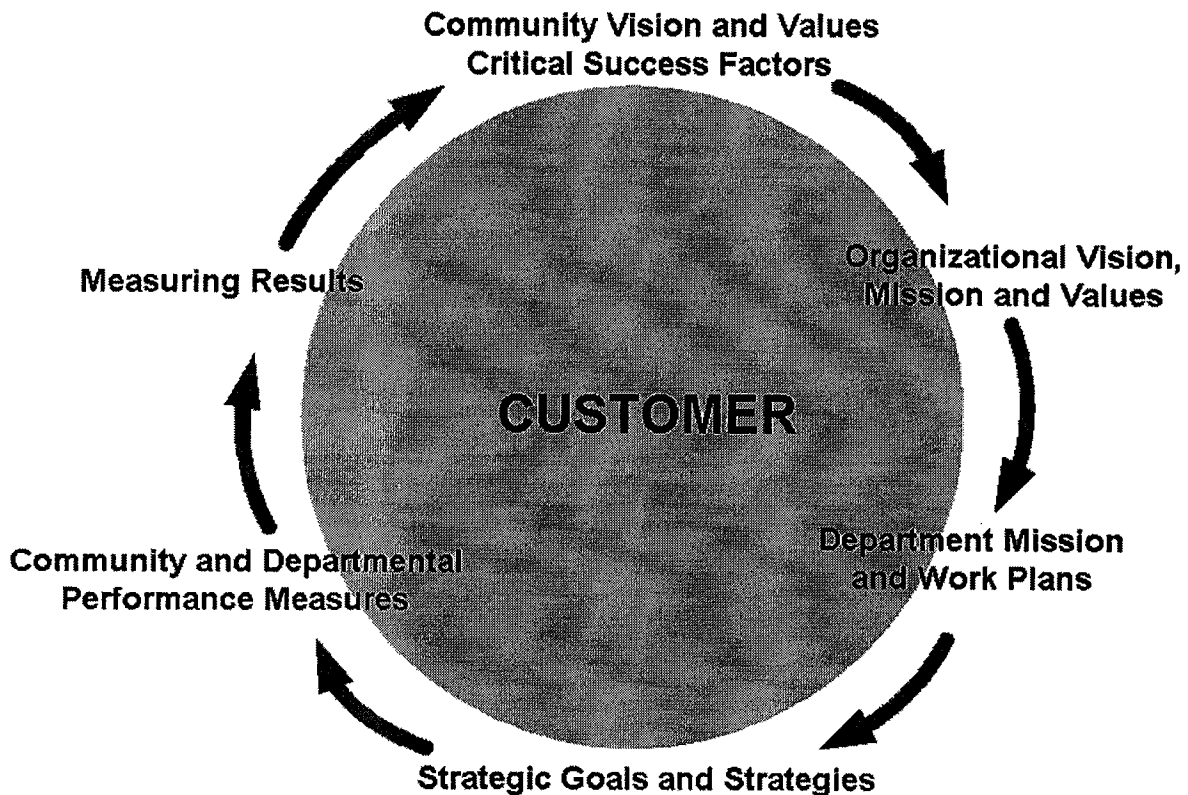 Community Vision and Values
Critical Success Factors
Organizational Vision,
Mission and Values
Measuring Results
CUSTOMER
Department Mission
and Work Plans
Community and Departmental
Performance Measures
Strategic Goals and Strategies